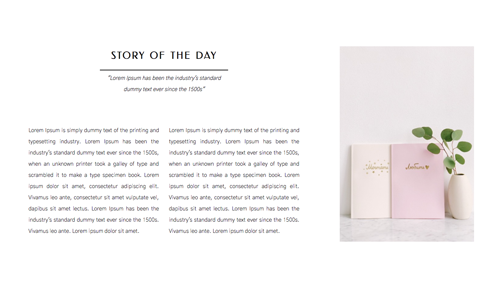 STORY OF THE DAY
"Lorem Ipsum has been the industry's standard
dummy text ever since the 1500s"
Lorem Ipsum is simply dummy text of the printing and
typesetting industry. Lorem Ipsum has been the
industry's standard dummy text ever since the 1500s,
when an unknown printer took a galley of type and
scrambled it to make a type specimen book. Lorem
ipsum dolor sit amet, consectetur adipiscing elit.
Vivamus leo ante, consectetur sit amet vulputate vel,
dapibus sit amet lectus. Lorem Ipsum has been the
industry's standard dummy text ever since the 1500s,
Lorem ipsum dolor sit amet.
Lorem Ipsum is simply dummy text of the printing and
typesetting industry. Lorem Ipsum has been the
industry's standard dummy text ever since the 1500s,
when an unknown printer took a galley of type and
scrambled it to make a type specimen book. Lorem
ipsum dolor sit amet, consectetur adipiscing elit.
Vivamus leo ante, consectetur sit amet vulputate vel,
dapibus sit amet lectus. Lorem Ipsum has been the
industry's standard dummy text ever since the 1500s,
Vivamus leo ante, Lorem ipsum dolor sit amet.